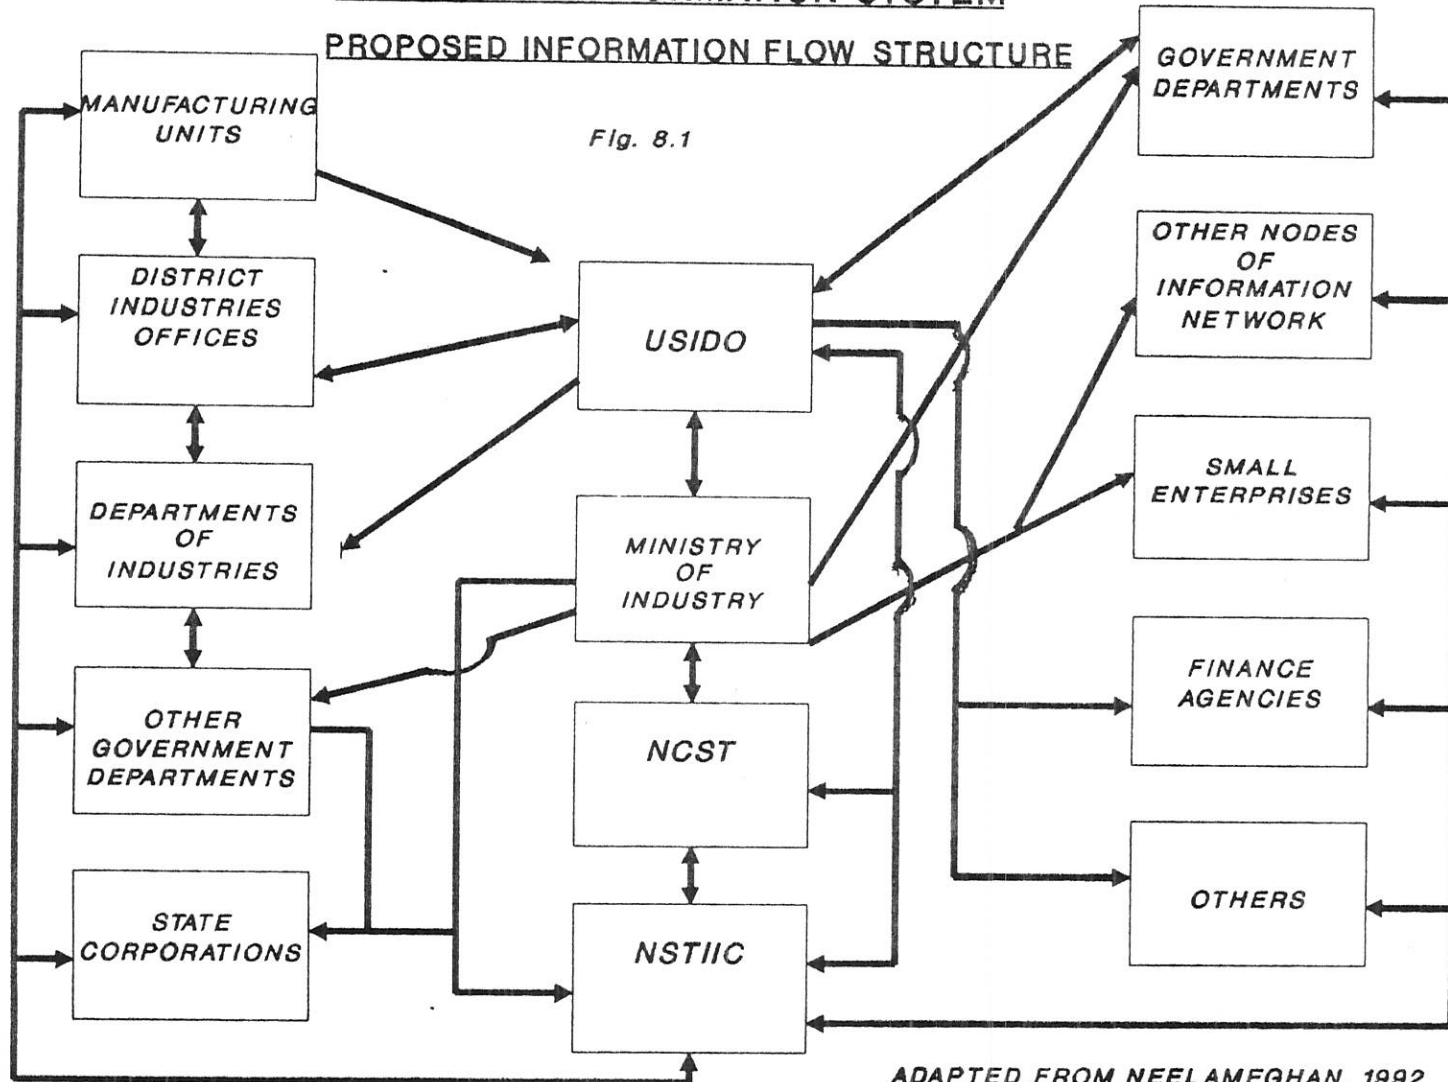 PROPOSED INFORMATION FLOW STRUCTURE
Fig. 8.1
MANUFACTURING
UNITS
DISTRICT
INDUSTRIES
OFFICES
DEPARTMENTS
OF
INDUSTRIES
OTHER
GOVERNMENT
DEPARTMENTS
STATE
CORPORATIONS
USIDO
MINISTRY
OF
INDUSTRY
NCST
NSTIIC
GOVERNMENT
DEPARTMENTS
OTHER NODES
OF
INFORMATION
NETWORK
SMALL
ENTERPRISES
FINANCE
AGENCIES
OTHERS
ADAPTED FROM NEELAMEGHAN, 1992